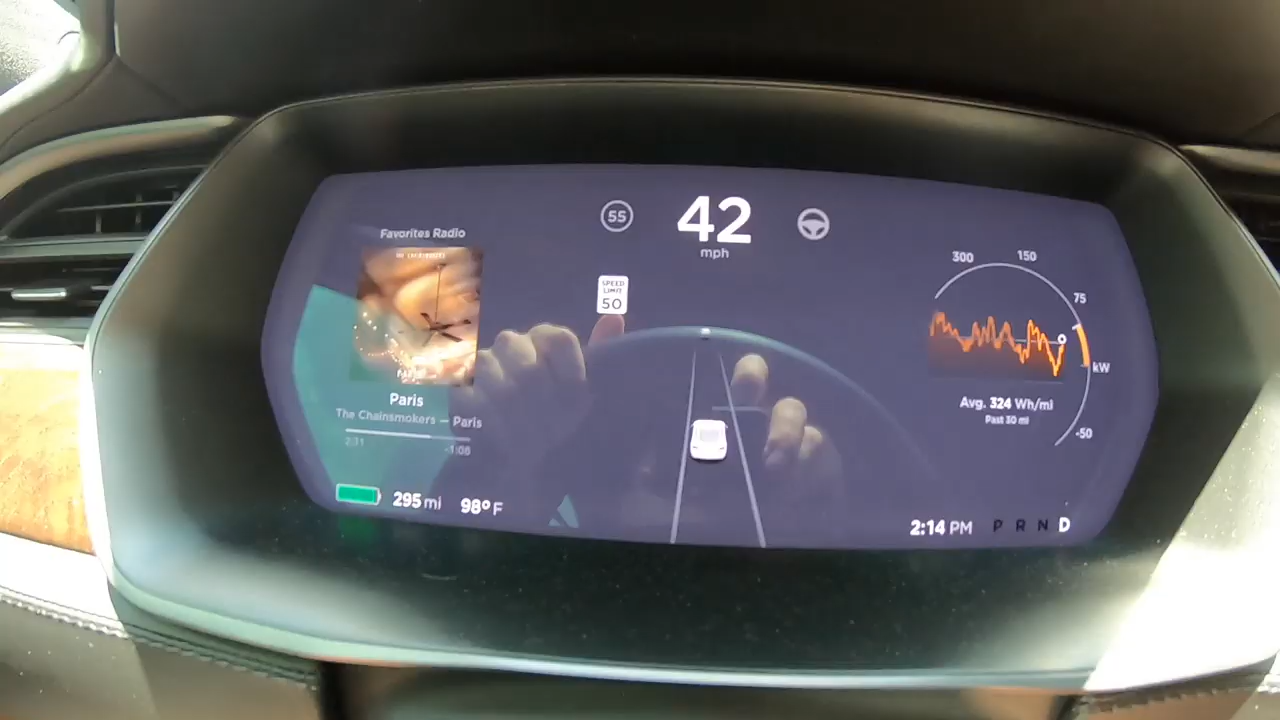 55
42
mph
Favorites Radio
SPEED
LIMIT
50
Paris
The Chainsmokers — Paris
2:31
-1:08
295 mi
98° F
300
150
75
kW
-50
Avg. 324 Wh/mi
Past 30 mi
2:14 PM
P R N D